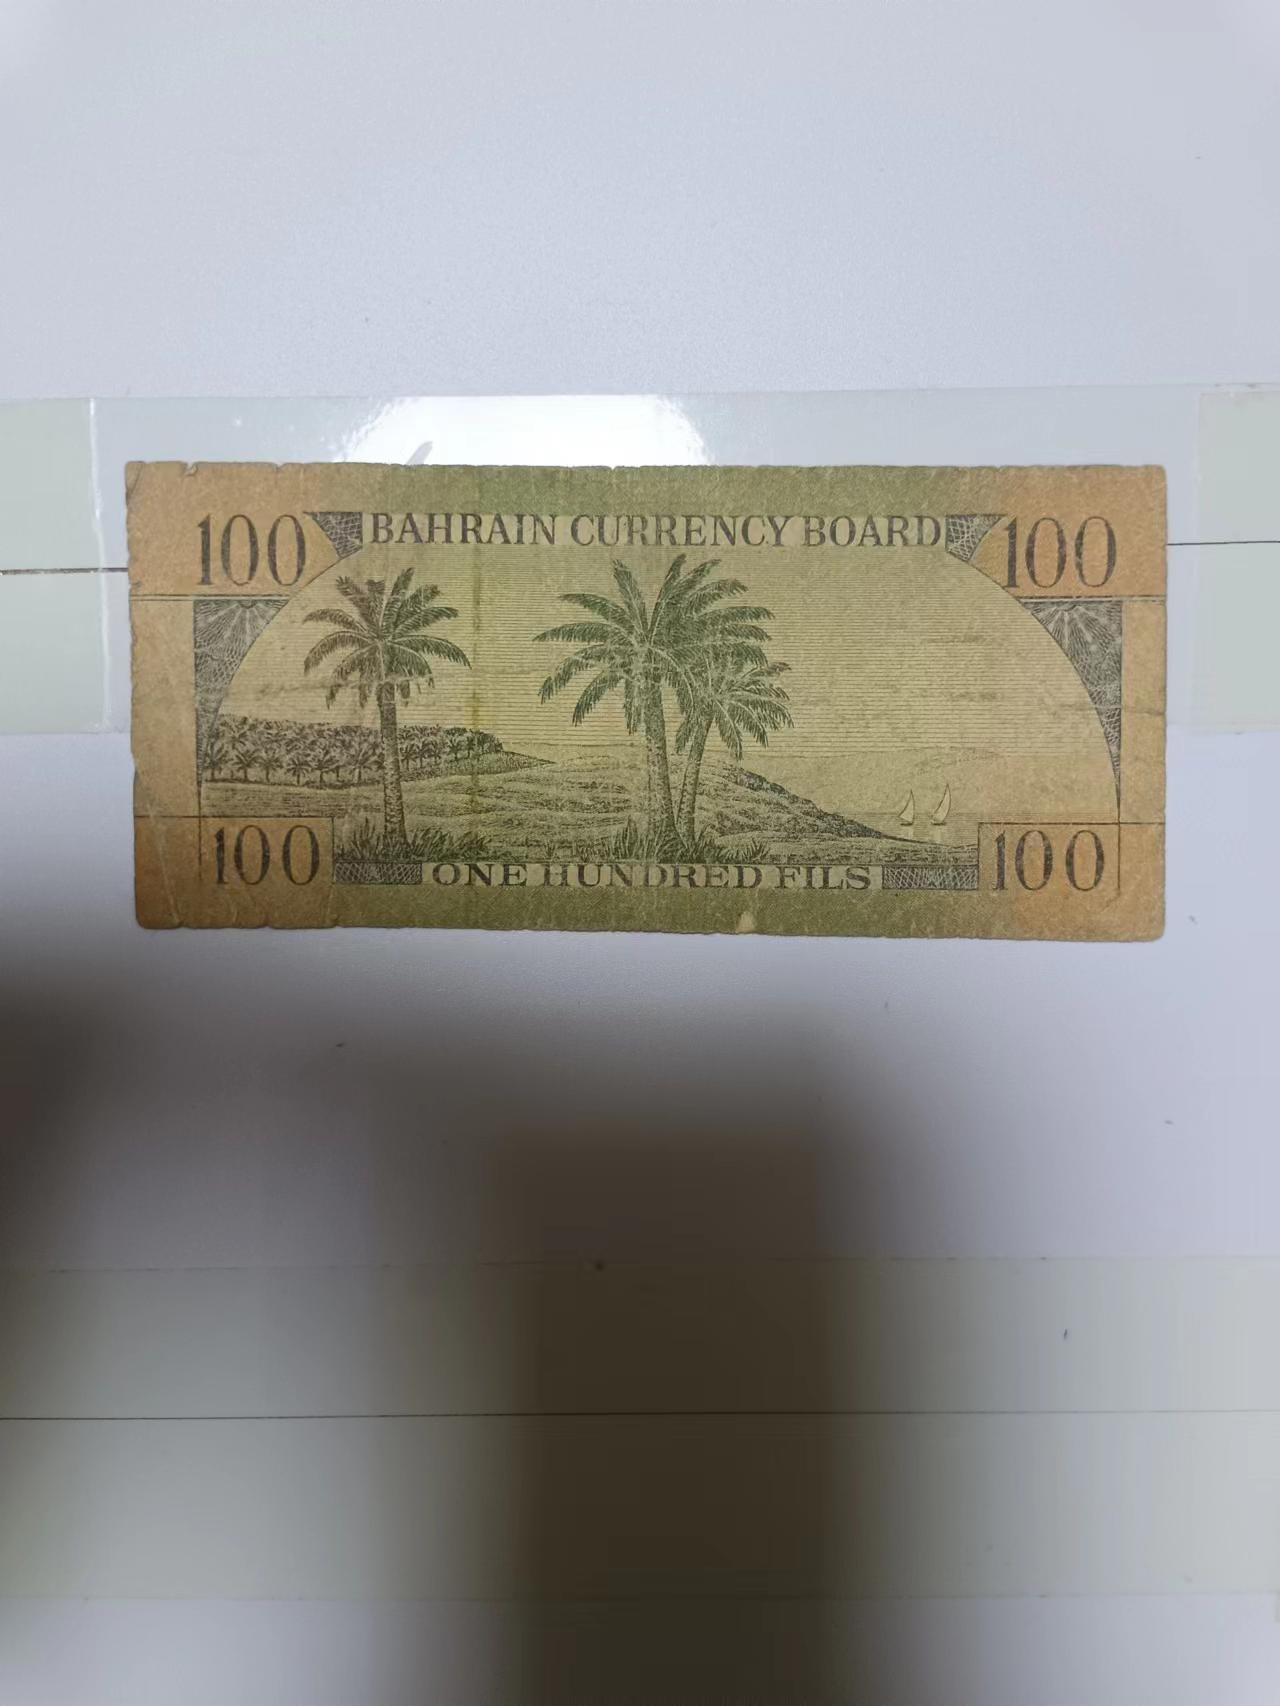 100 BAHRAIN CURRENCY BOARD 100
100 ONE HUNDRED FILS 100